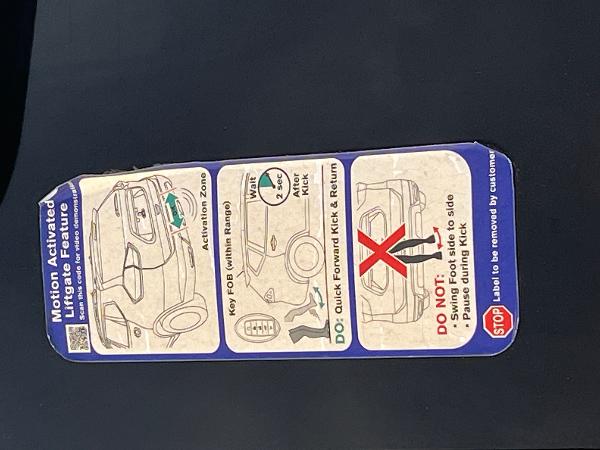 Motion Activated
Liftgate Feature
Scan this code for video demonstration
Activation Zone
Key FOB (within Range)
Wait
2 sec
After
Kick
DO: Quick Forward Kick & Return
DO NOT:
• Swing Foot side to side
• Pause during Kick
STOP
Label to be removed by customer